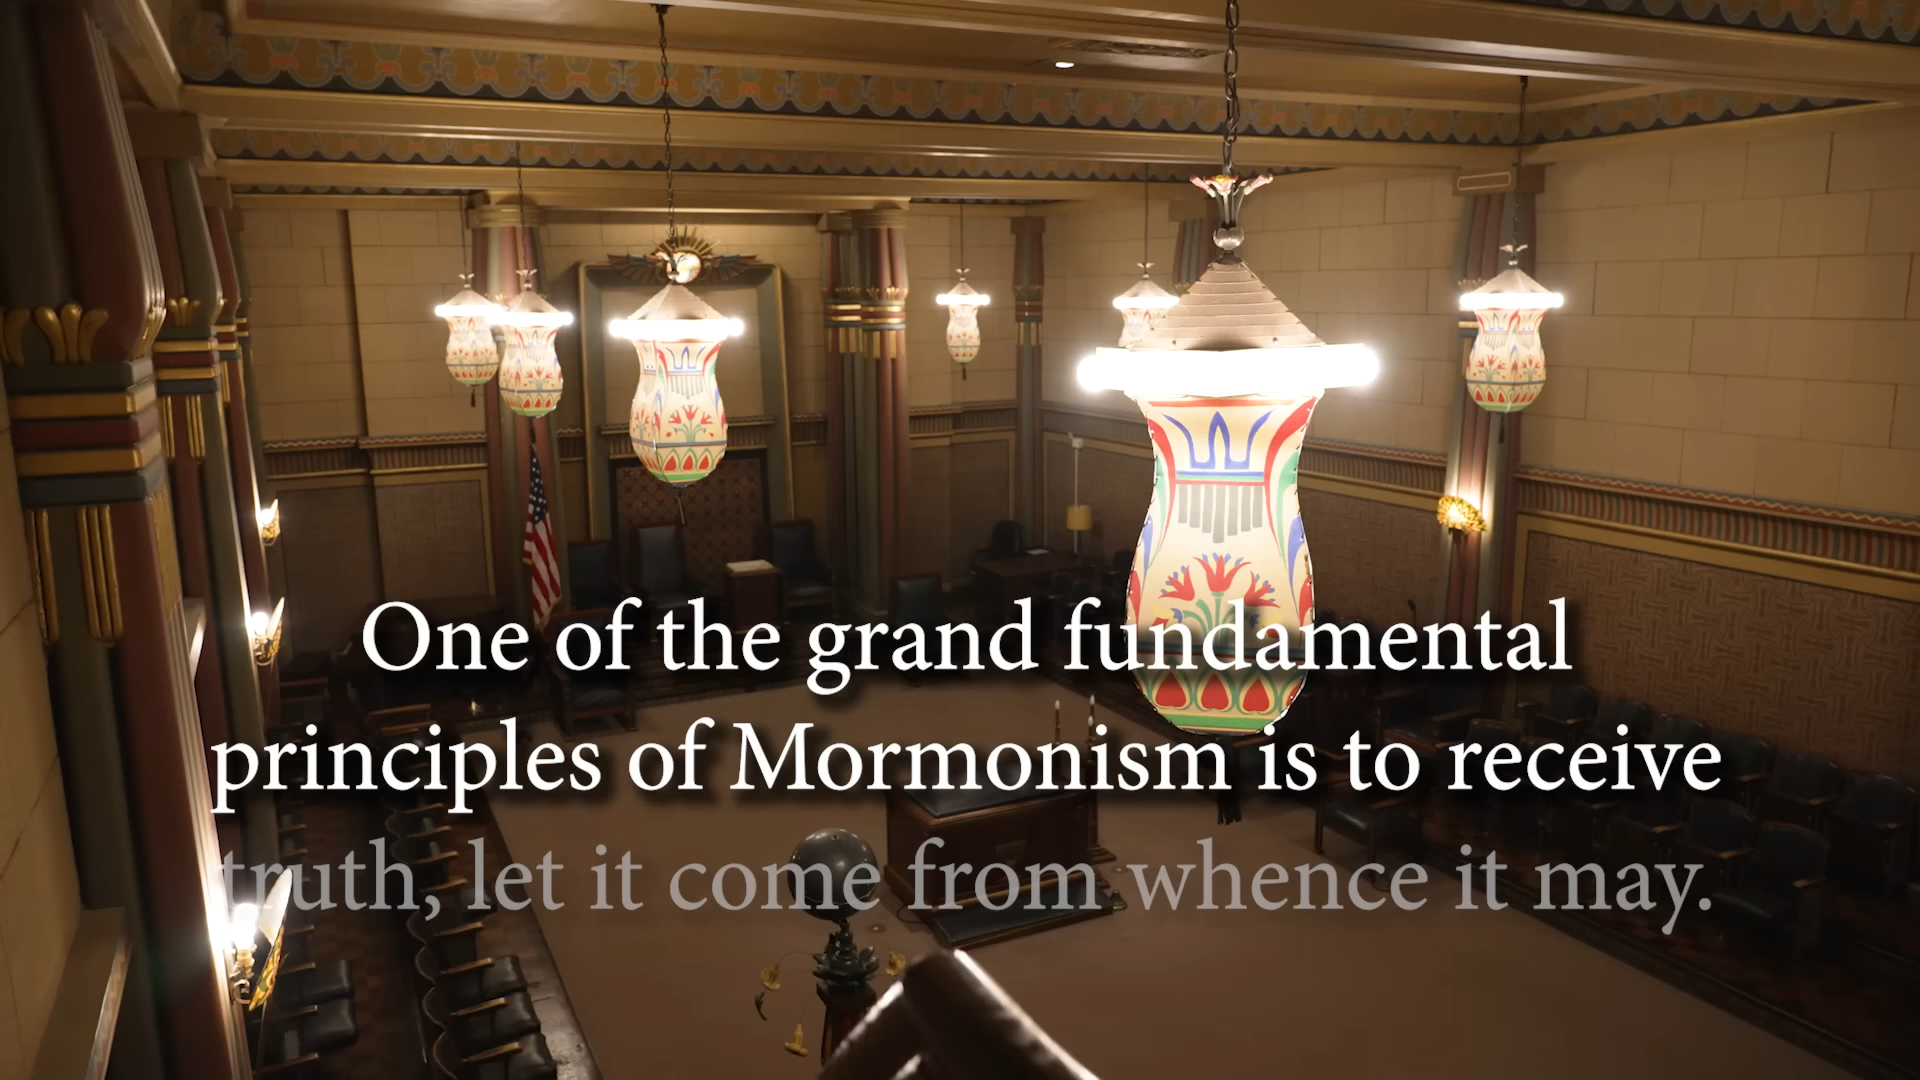 One of the grand fundamental
principles of Mormonism is to receive
truth, let it come from whence it may.